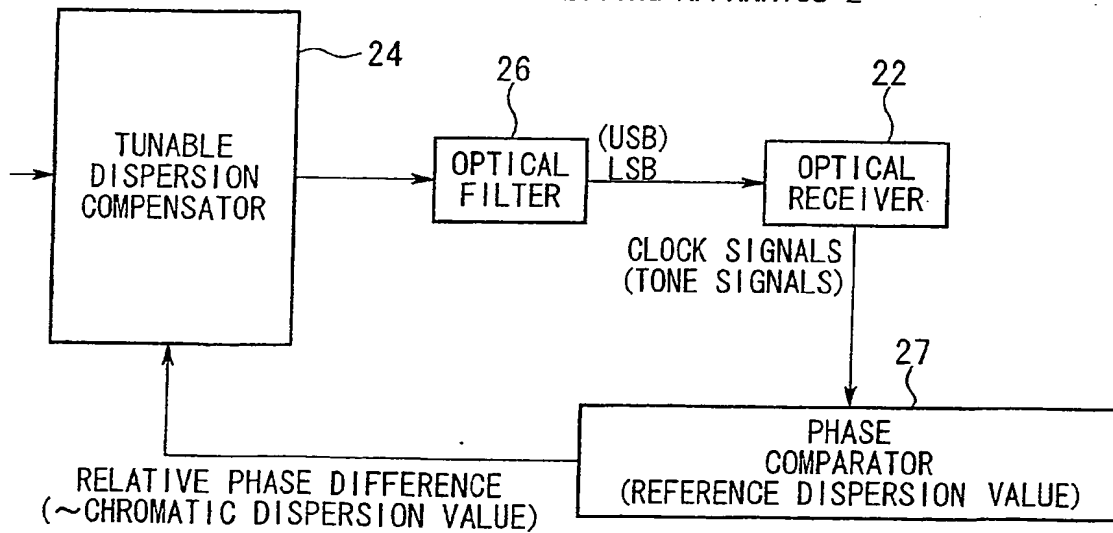 2
24
26
22
TUNABLE
DISPERSION
COMPENSATOR
OPTICAL
FILTER
(USB)
LSB
OPTICAL
RECEIVER
CLOCK SIGNALS
(TONE SIGNALS)
27
PHASE
COMPARATOR
(REFERENCE DISPERSION VALUE)
RELATIVE PHASE DIFFERENCE
(~CHROMATIC DISPERSION VALUE)